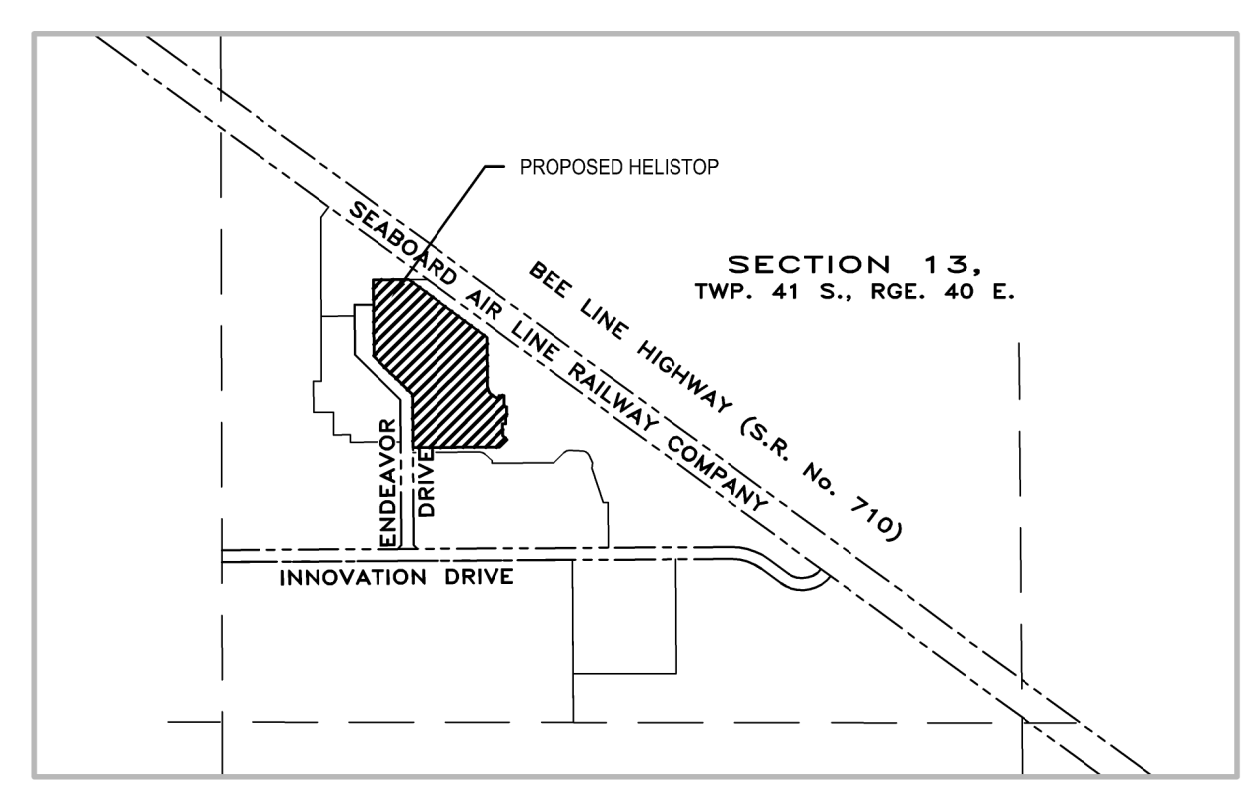 PROPOSED HELISTOP
SECTION 13,
TWP. 41 S., RGE. 40 E.
SEABOARD AIR LINE RAILWAY COMPANY
BEE LINE HIGHWAY (S.R. No. 710)
ENDEAVOR
DRIVE
INNOVATION DRIVE